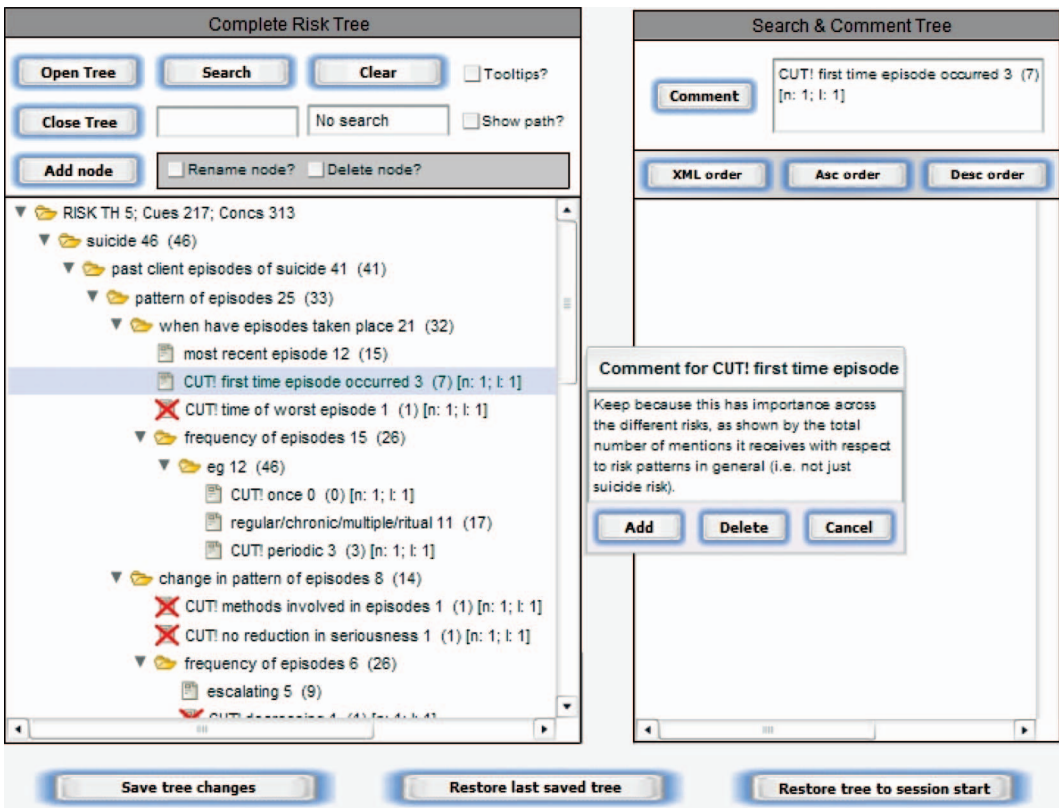 Complete Risk Tree
Open Tree Search Clear Tooltips?
Close Tree No search Show path?
Add node Rename node? Delete node?
RISK TH 5; Cues 217; Concs 313
suicide 46 (46)
past client episodes of suicide 41 (41)
pattern of episodes 25 (33)
when have episodes taken place 21 (32)
most recent episode 12 (15)
CUT! first time episode occurred 3 (7) [n: 1; l: 1]
CUT! time of worst episode 1 (1) [n: 1; l: 1]
frequency of episodes 15 (26)
eg 12 (46)
CUT! once 0 (0) [n: 1; l: 1]
regular/chronic/multiple/ritual 11 (17)
CUT! periodic 3 (3) [n: 1; l: 1]
change in pattern of episodes 8 (14)
CUT! methods involved in episodes 1 (1) [n: 1; l: 1]
CUT! no reduction in seriousness 1 (1) [n: 1; l: 1]
frequency of episodes 6 (26)
escalating 5 (9)
CUT! decreasing 1 (1) [n: 1; l: 1]
Search & Comment Tree
Comment
CUT! first time episode occurred 3 (7)
[n: 1; l: 1]
XML order Asc order Desc order
Comment for CUT! first time episode
Keep because this has importance across
the different risks, as shown by the total
number of mentions it receives with respect
to risk patterns in general (i.e. not just
suicide risk).
Add Delete Cancel
Save tree changes Restore last saved tree Restore tree to session start